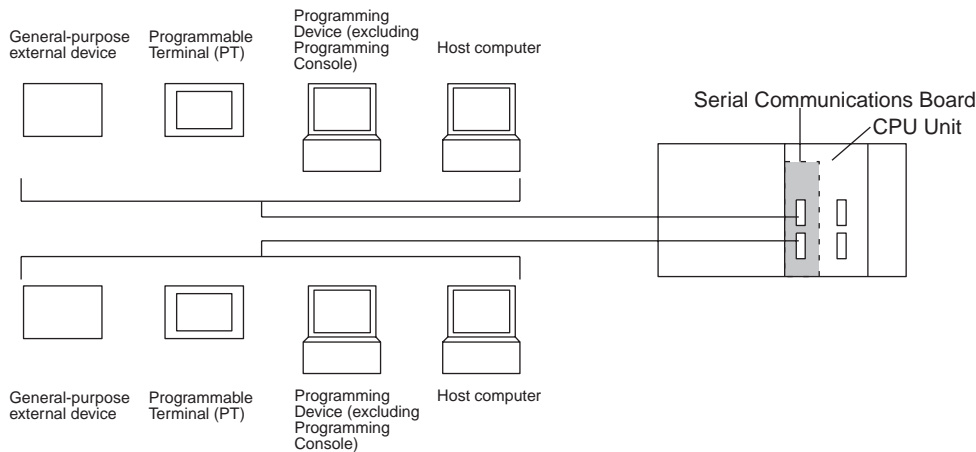 General-purpose
external device
Programmable
Terminal (PT)
Programming
Device (excluding
Programming
Console)
Host computer
Serial Communications Board
CPU Unit
General-purpose
external device
Programmable
Terminal (PT)
Programming
Device (excluding
Programming
Console)
Host computer